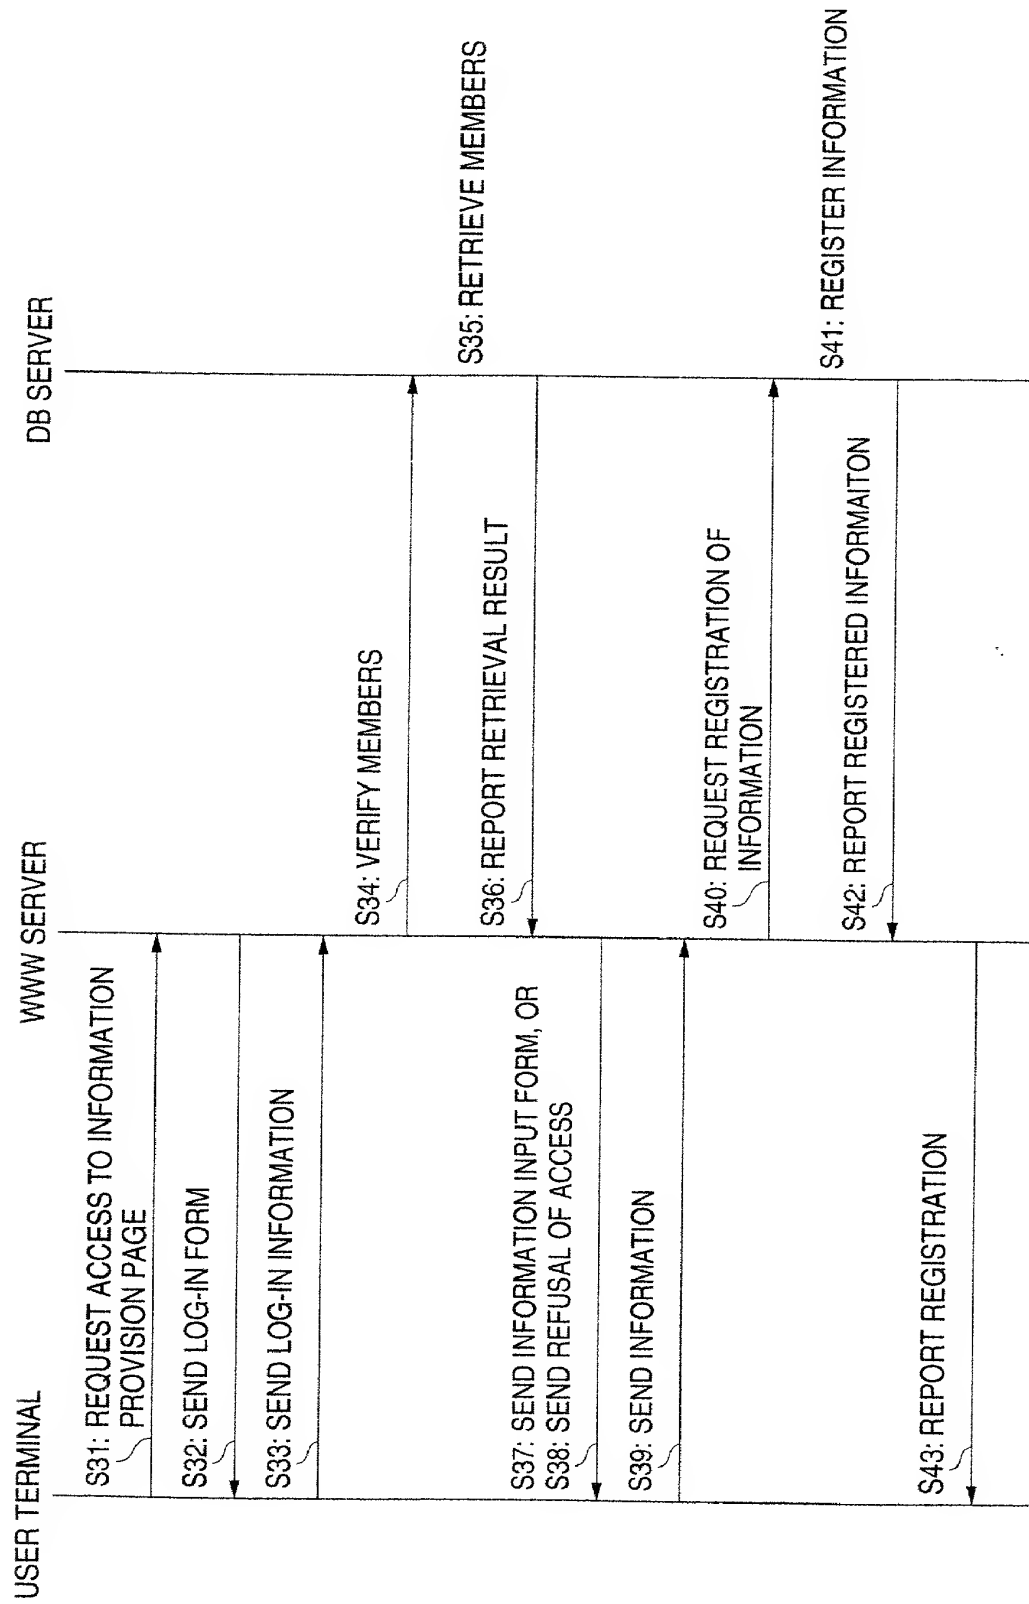 USER TERMINAL
WWW SERVER
DB SERVER
S31: REQUEST ACCESS TO INFORMATION
PROVISION PAGE
S32: SEND LOG-IN FORM
S33: SEND LOG-IN INFORMATION
S34: VERIFY MEMBERS
S35: RETRIEVE MEMBERS
S36: REPORT RETRIEVAL RESULT
S37: SEND INFORMATION INPUT FORM, OR
S38: SEND REFUSAL OF ACCESS
S39: SEND INFORMATION
S40: REQUEST REGISTRATION OF
INFORMATION
S41: REGISTER INFORMATION
S42: REPORT REGISTERED INFORMAITON
S43: REPORT REGISTRATION